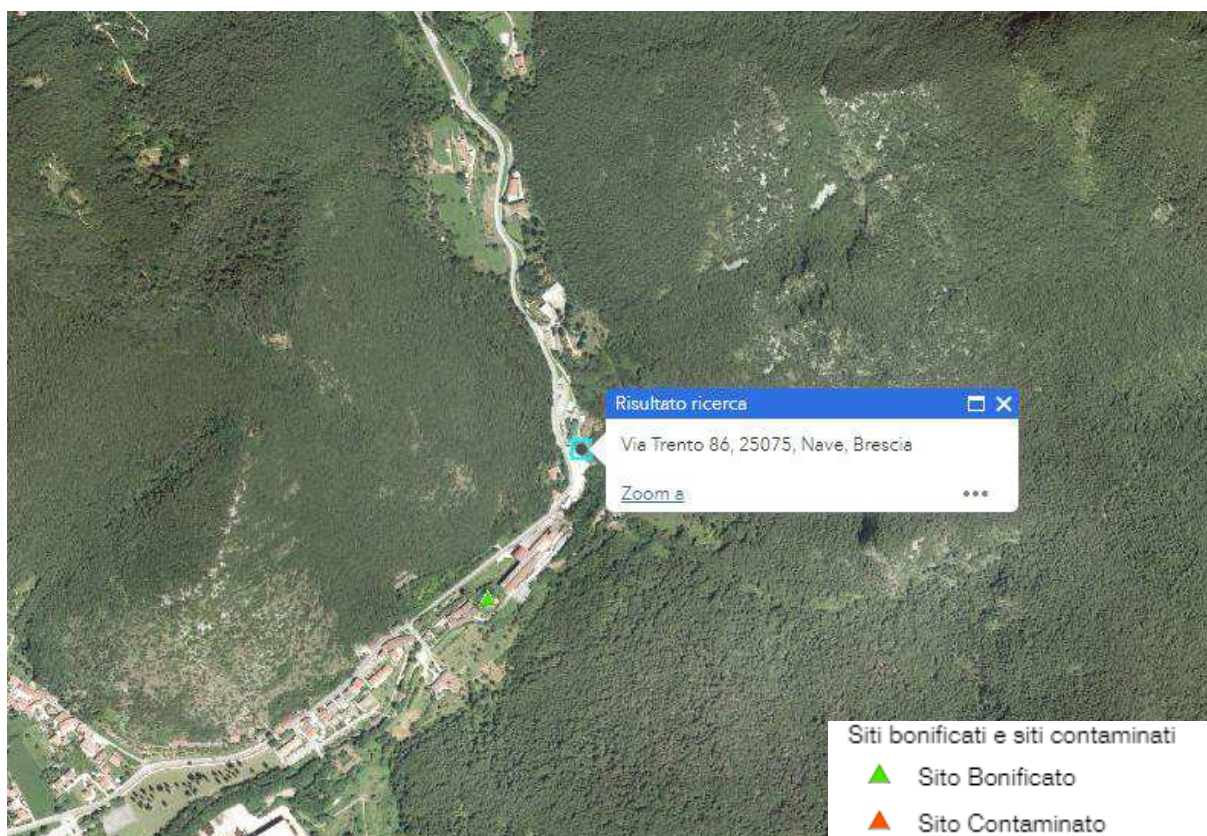 Risultato ricerca
Via Trento 86, 25075, Nave, Brescia
Zoom a
Siti bonificati e siti contaminati
Sito Bonificato
Sito Contaminato